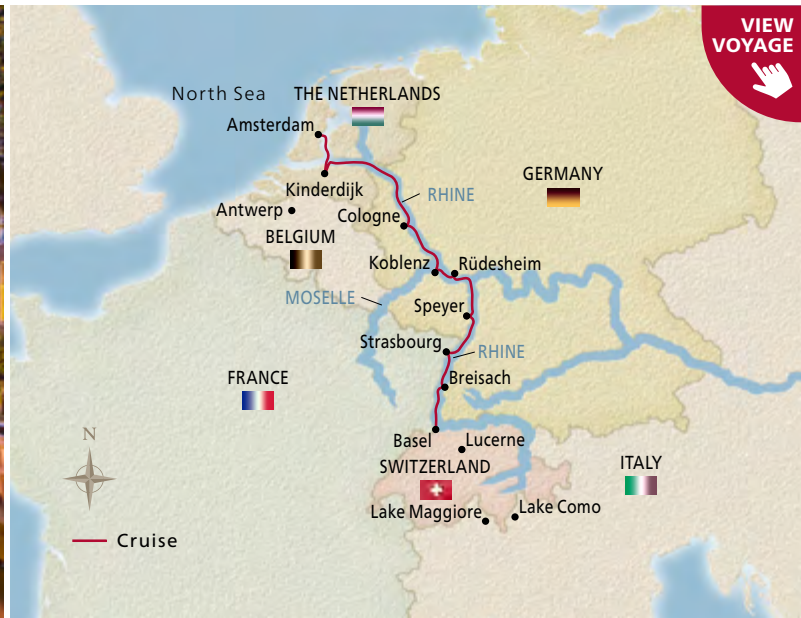 VIEW
VOYAGE
North Sea
THE NETHERLANDS
Amsterdam
Kinderdijk
Antwerp
BELGIUM
Cologne
RHINE
GERMANY
Koblenz
Rüdesheim
MOSELLE
Speyer
Strasbourg
RHINE
FRANCE
Breisach
N
Basel
Lucerne
SWITZERLAND
ITALY
Lake Maggiore
Lake Como
Cruise